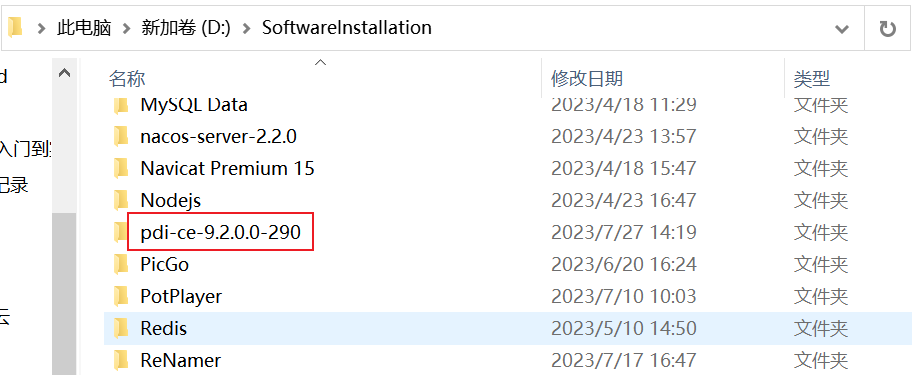 此电脑 新加卷 (D:) SoftwareInstallation
名称 修改日期 类型
d
MySQL Data 2023/4/18 11:29 文件夹
nacos-server-2.2.0 2023/4/23 13:57 文件夹
入门到
Navicat Premium 15 2023/4/18 15:47 文件夹
记录
Nodejs 2023/4/23 16:47 文件夹
pdi-ce-9.2.0.0-290 2023/7/27 14:19 文件夹
PicGo 2023/6/20 16:24 文件夹
PotPlayer 2023/7/10 10:03 文件夹
云
Redis 2023/5/10 14:50 文件夹
ReNamer 2023/7/17 16:47 文件夹